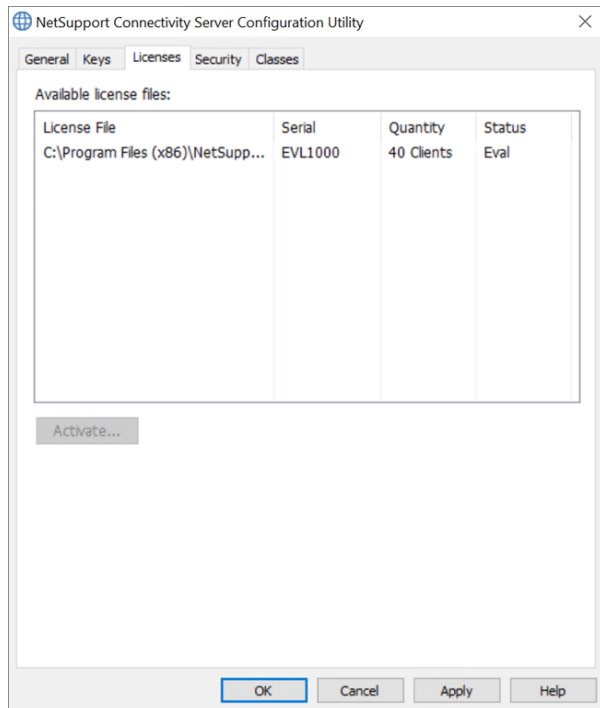 NetSupport Connectivity Server Configuration Utility
General Keys Licenses Security Classes
Available license files:
License File Serial Quantity Status
C:\Program Files (x86)\NetSupp... EVL1000 40 Clients Eval
Activate...
OK Cancel Apply Help